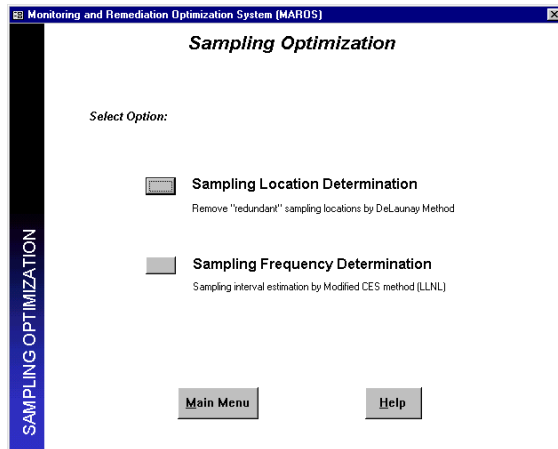 Monitoring and Remediation Optimization System (MAROS)
Sampling Optimization
Select Option:
Sampling Location Determination
Remove "redundant" sampling locations by DeLaunay Method
Sampling Frequency Determination
Sampling interval estimation by Modified CES method (LLNL)
SAMPLING OPTIMIZATION
Main Menu
Help